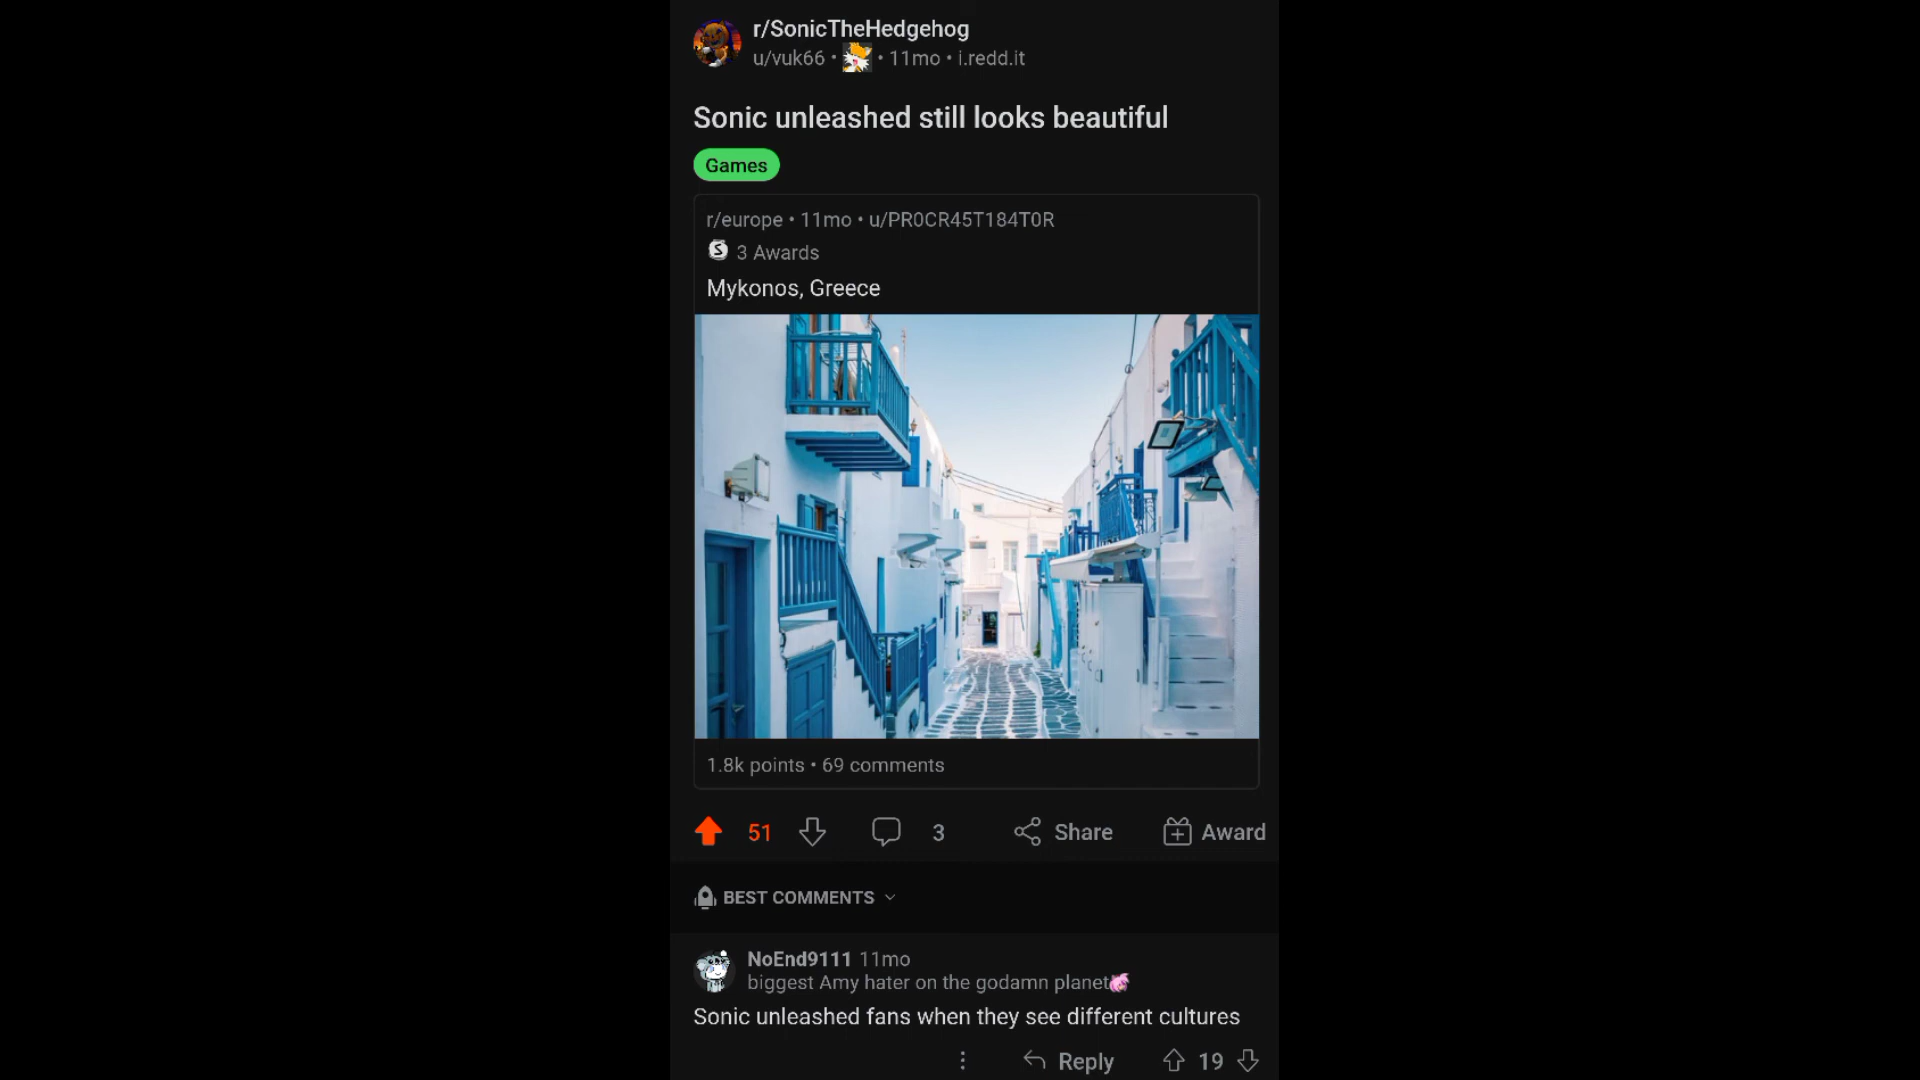 r/SonicTheHedgehog
u/vuk66 • 11mo • i.redd.it
Sonic unleashed still looks beautiful
Games
r/europe • 11mo • u/PR0CR45T184T0R
S 3 Awards
Mykonos, Greece
1.8k points • 69 comments
51 3 Share Award
BEST COMMENTS
NoEnd9111 11mo
biggest Amy hater on the godamn planet
Sonic unleashed fans when they see different cultures
Reply 19